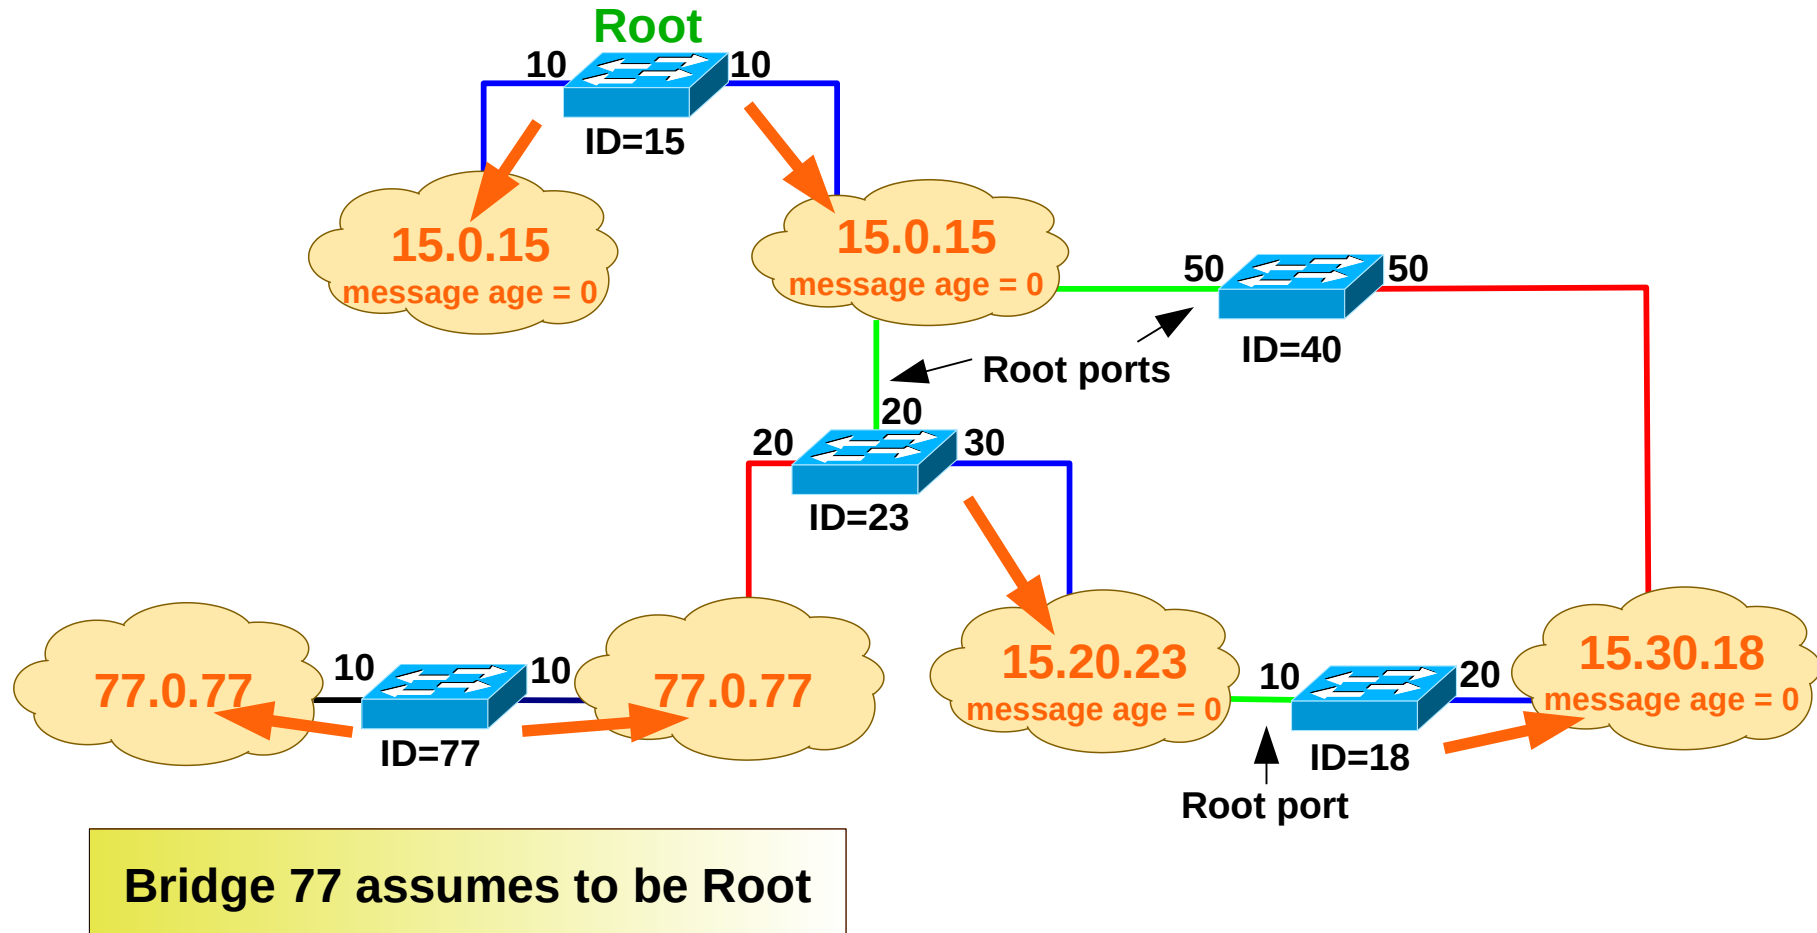 Root
10
10
ID=15
15.0.15
message age = 0
15.0.15
message age = 0
50
50
ID=40
Root ports
20
20
30
ID=23
77.0.77
10
10
ID=77
77.0.77
15.20.23
message age = 0
10
20
ID=18
15.30.18
message age = 0
Root port
Bridge 77 assumes to be Root